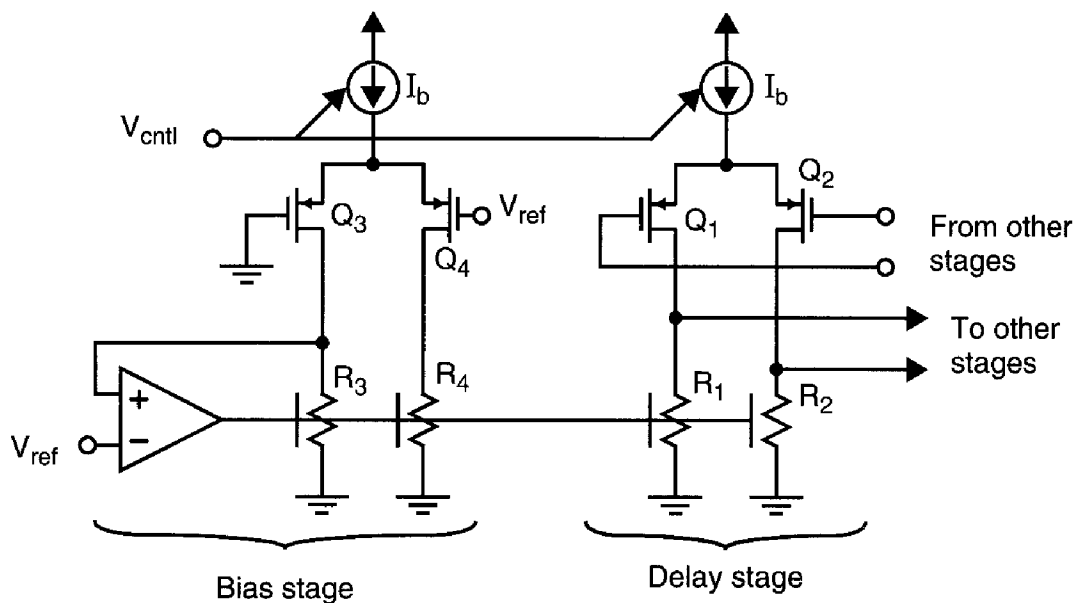 I_b
I_b
V_cntl
Q_3
V_ref
Q_4
Q_1
Q_2
From other
stages
To other
stages
R_3
R_4
R_1
R_2
+
−
V_ref
Bias stage
Delay stage